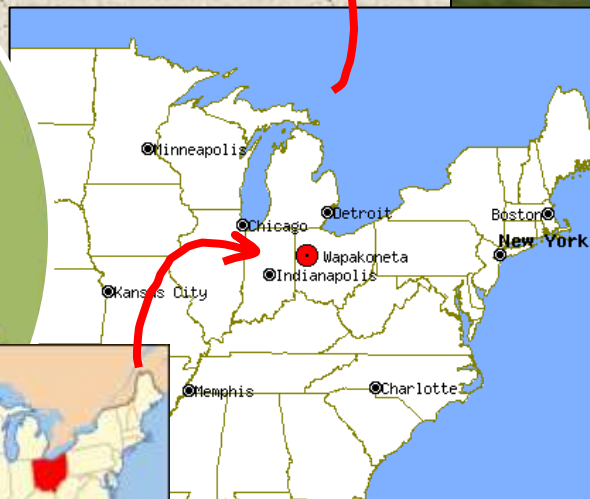 Minneapolis
Detroit
Boston
Chicago
New York
Wapakoneta
Indianapolis
Kansas City
Memphis
Charlotte